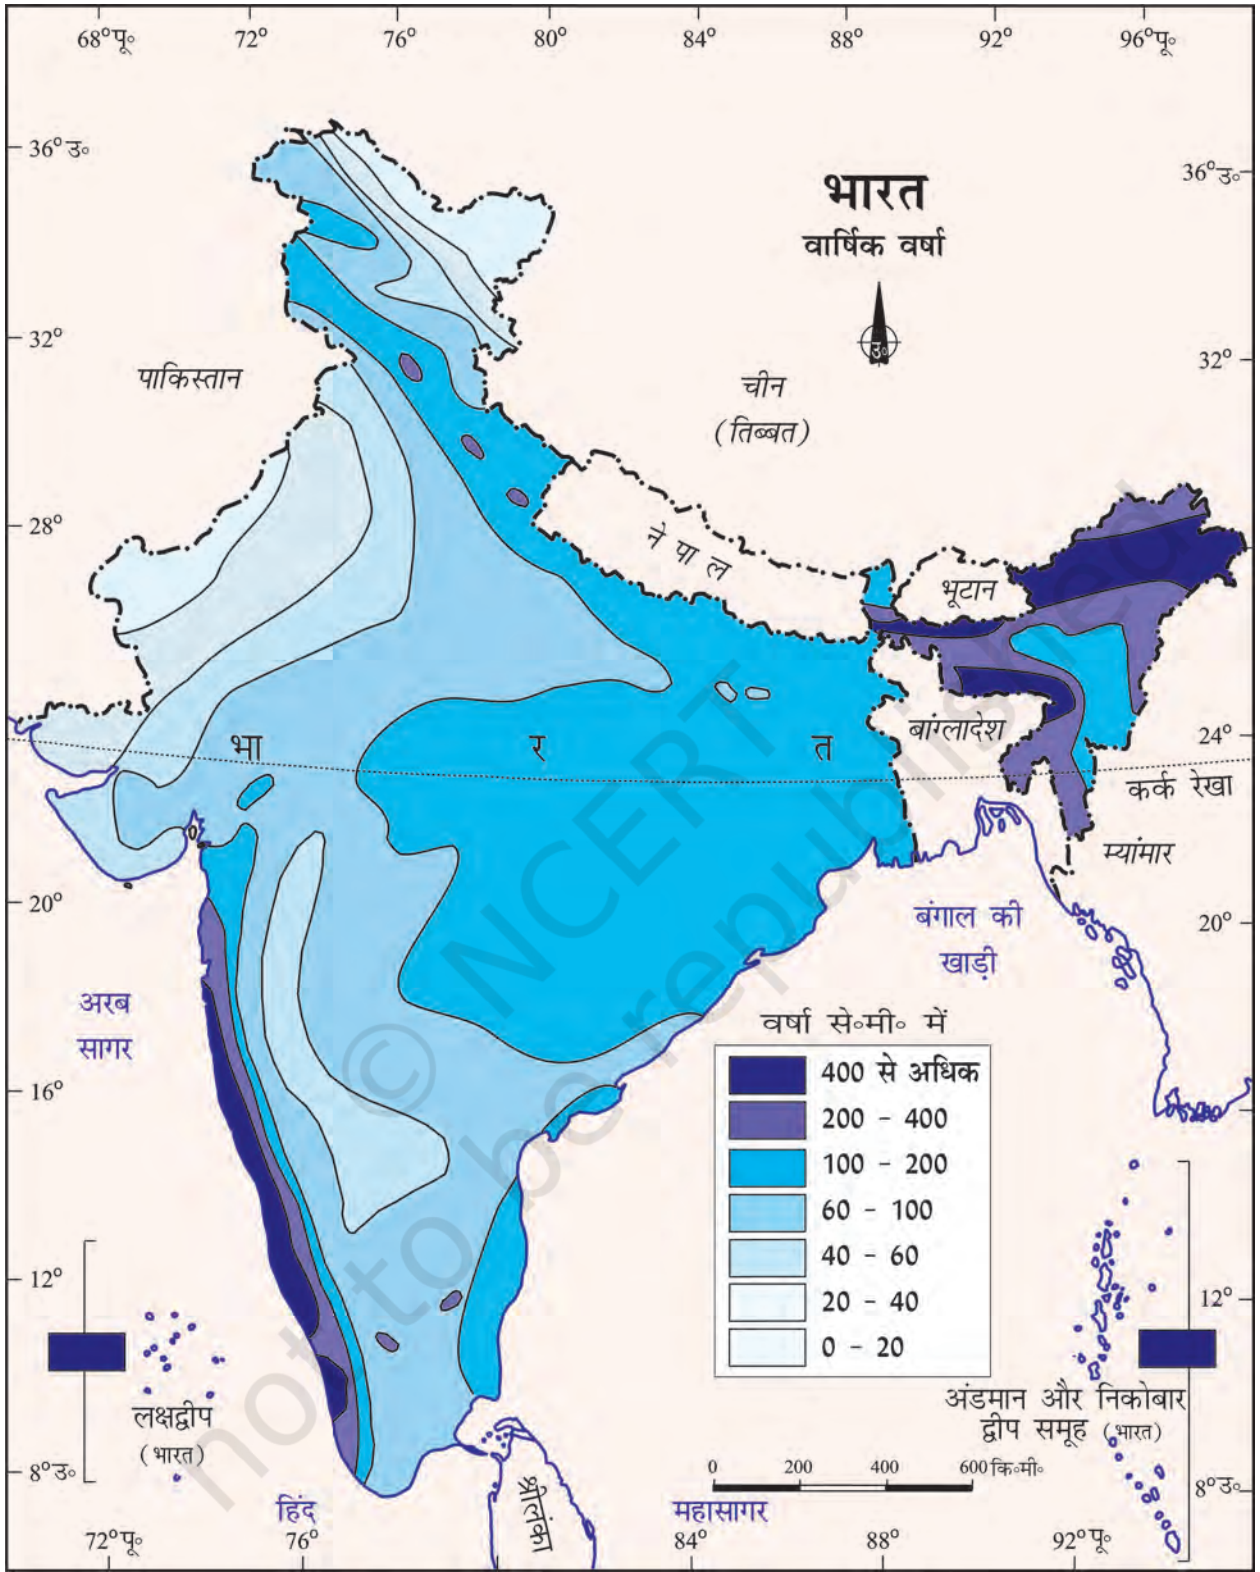 68°पू॰ 72° 76° 80° 84° 88° 92° 96°पू॰
36°उ॰ 36°उ॰
भारत
वार्षिक वर्षा
उ॰
32° 32°
पाकिस्तान
चीन
(तिब्बत)
28° 28°
नेपाल
भूटान
बांग्लादेश
भा र त
24°
कर्क रेखा
म्यांमार
20° 20°
बंगाल की
खाड़ी
अरब
सागर
वर्षा से॰मी॰ में
400 से अधिक
200 - 400
100 - 200
60 - 100
40 - 60
20 - 40
0 - 20
16°
12° 12°
लक्षद्वीप
(भारत)
अंडमान और निकोबार
द्वीप समूह (भारत)
0 200 400 600 कि॰मी॰
8°उ॰ 8°उ॰
हिंद महासागर
श्रीलंका
72°पू॰ 76° 84° 88° 92°पू॰
© NCERT
not to be republished